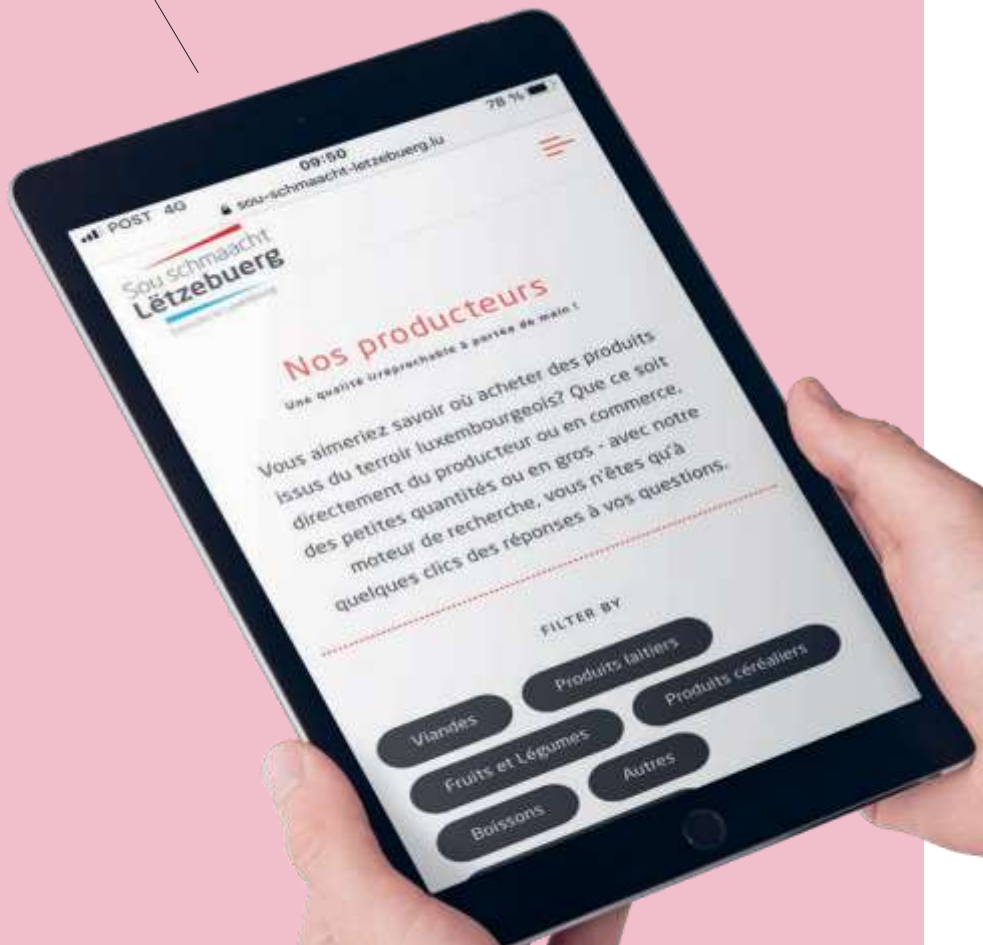 POST 4G 09:50 78 %
sou-schmaacht-letzebuerg.lu
Sou schmaacht
Lëtzebuerg
Nos producteurs
Une qualité irréprochable à portée de main !
Vous aimeriez savoir où acheter des produits
issus du terroir luxembourgeois? Que ce soit
directement du producteur ou en commerce,
des petites quantités ou en gros - avec notre
moteur de recherche, vous n'êtes qu'à
quelques clics des réponses à vos questions.
FILTER BY
Viandes Produits laitiers
Fruits et Légumes Produits céréaliers
Boissons Autres